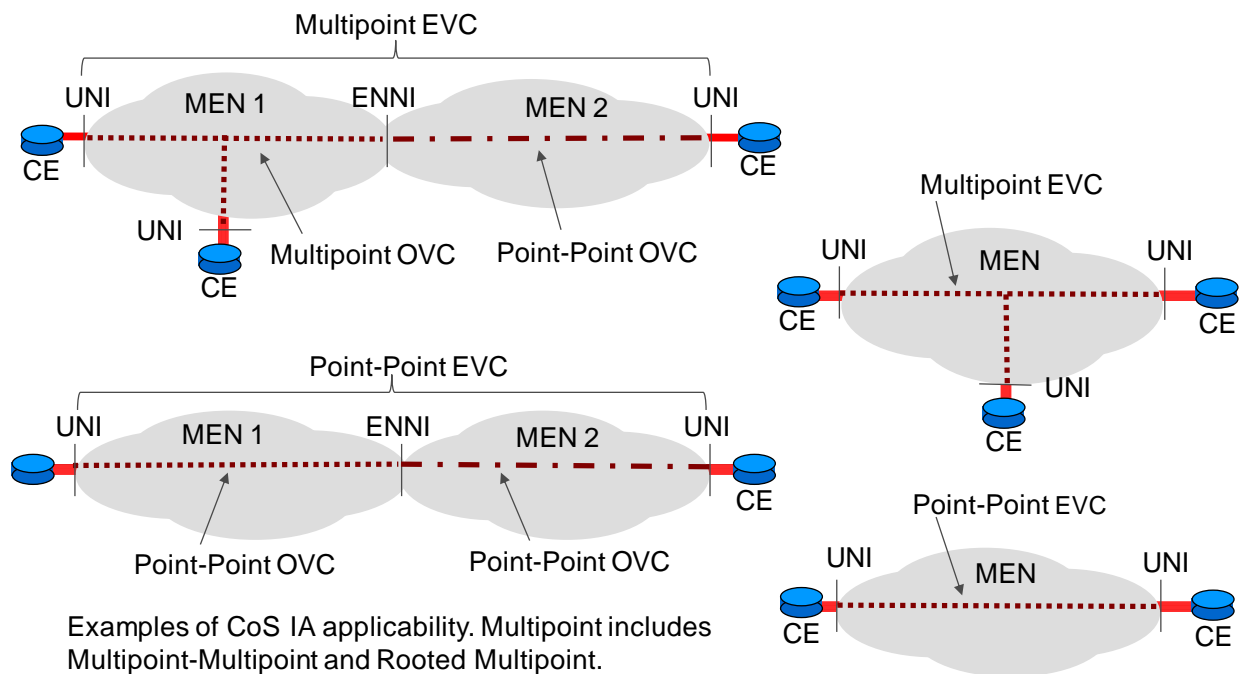 Multipoint EVC
UNI
MEN 1
ENNI
MEN 2
UNI
CE
CE
UNI
CE
Multipoint OVC
Point-Point OVC
Multipoint EVC
UNI
MEN
UNI
CE
CE
UNI
CE
Point-Point EVC
UNI
MEN 1
ENNI
MEN 2
UNI
CE
Point-Point OVC
Point-Point OVC
Point-Point EVC
UNI
MEN
UNI
CE
CE
Examples of CoS IA applicability. Multipoint includes
Multipoint-Multipoint and Rooted Multipoint.